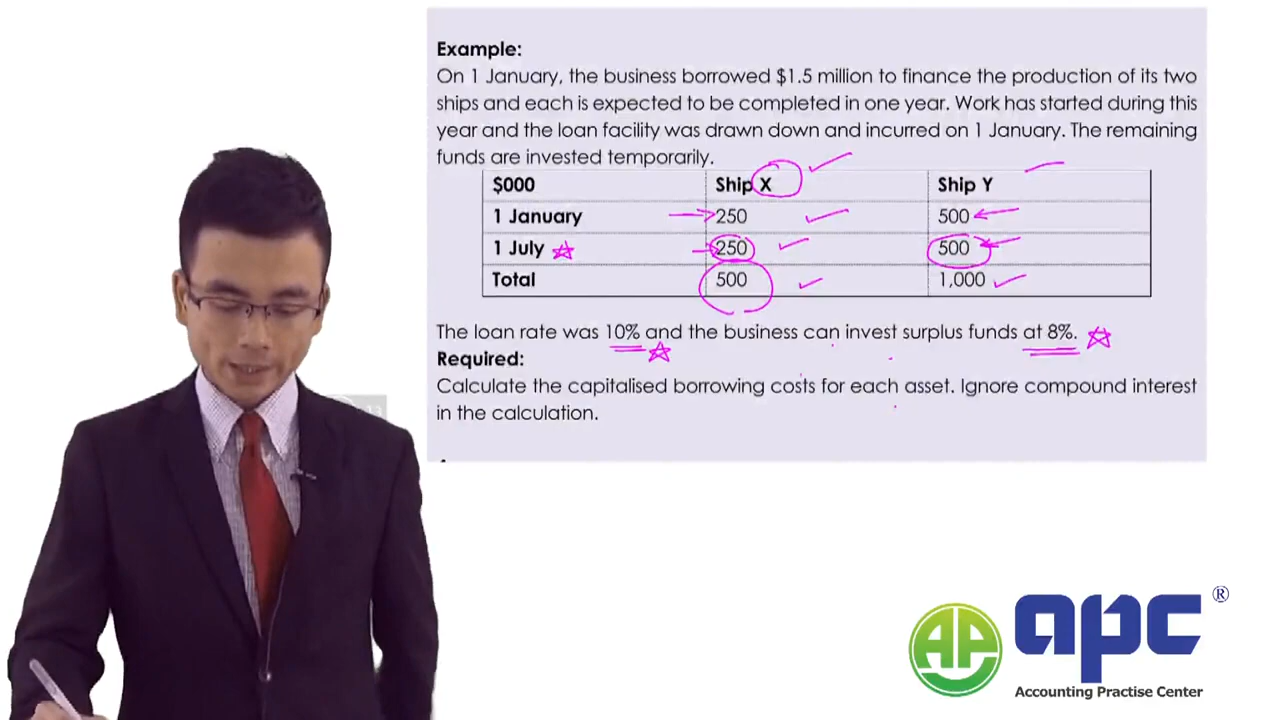 Example:
On 1 January, the business borrowed $1.5 million to finance the production of its two
ships and each is expected to be completed in one year. Work has started during this
year and the loan facility was drawn down and incurred on 1 January. The remaining
funds are invested temporarily.
$000 Ship X Ship Y
1 January 250 500
1 July 250 500
Total 500 1,000
The loan rate was 10% and the business can invest surplus funds at 8%.
Required:
Calculate the capitalised borrowing costs for each asset. Ignore compound interest
in the calculation.
AP
apc®
Accounting Practise Center